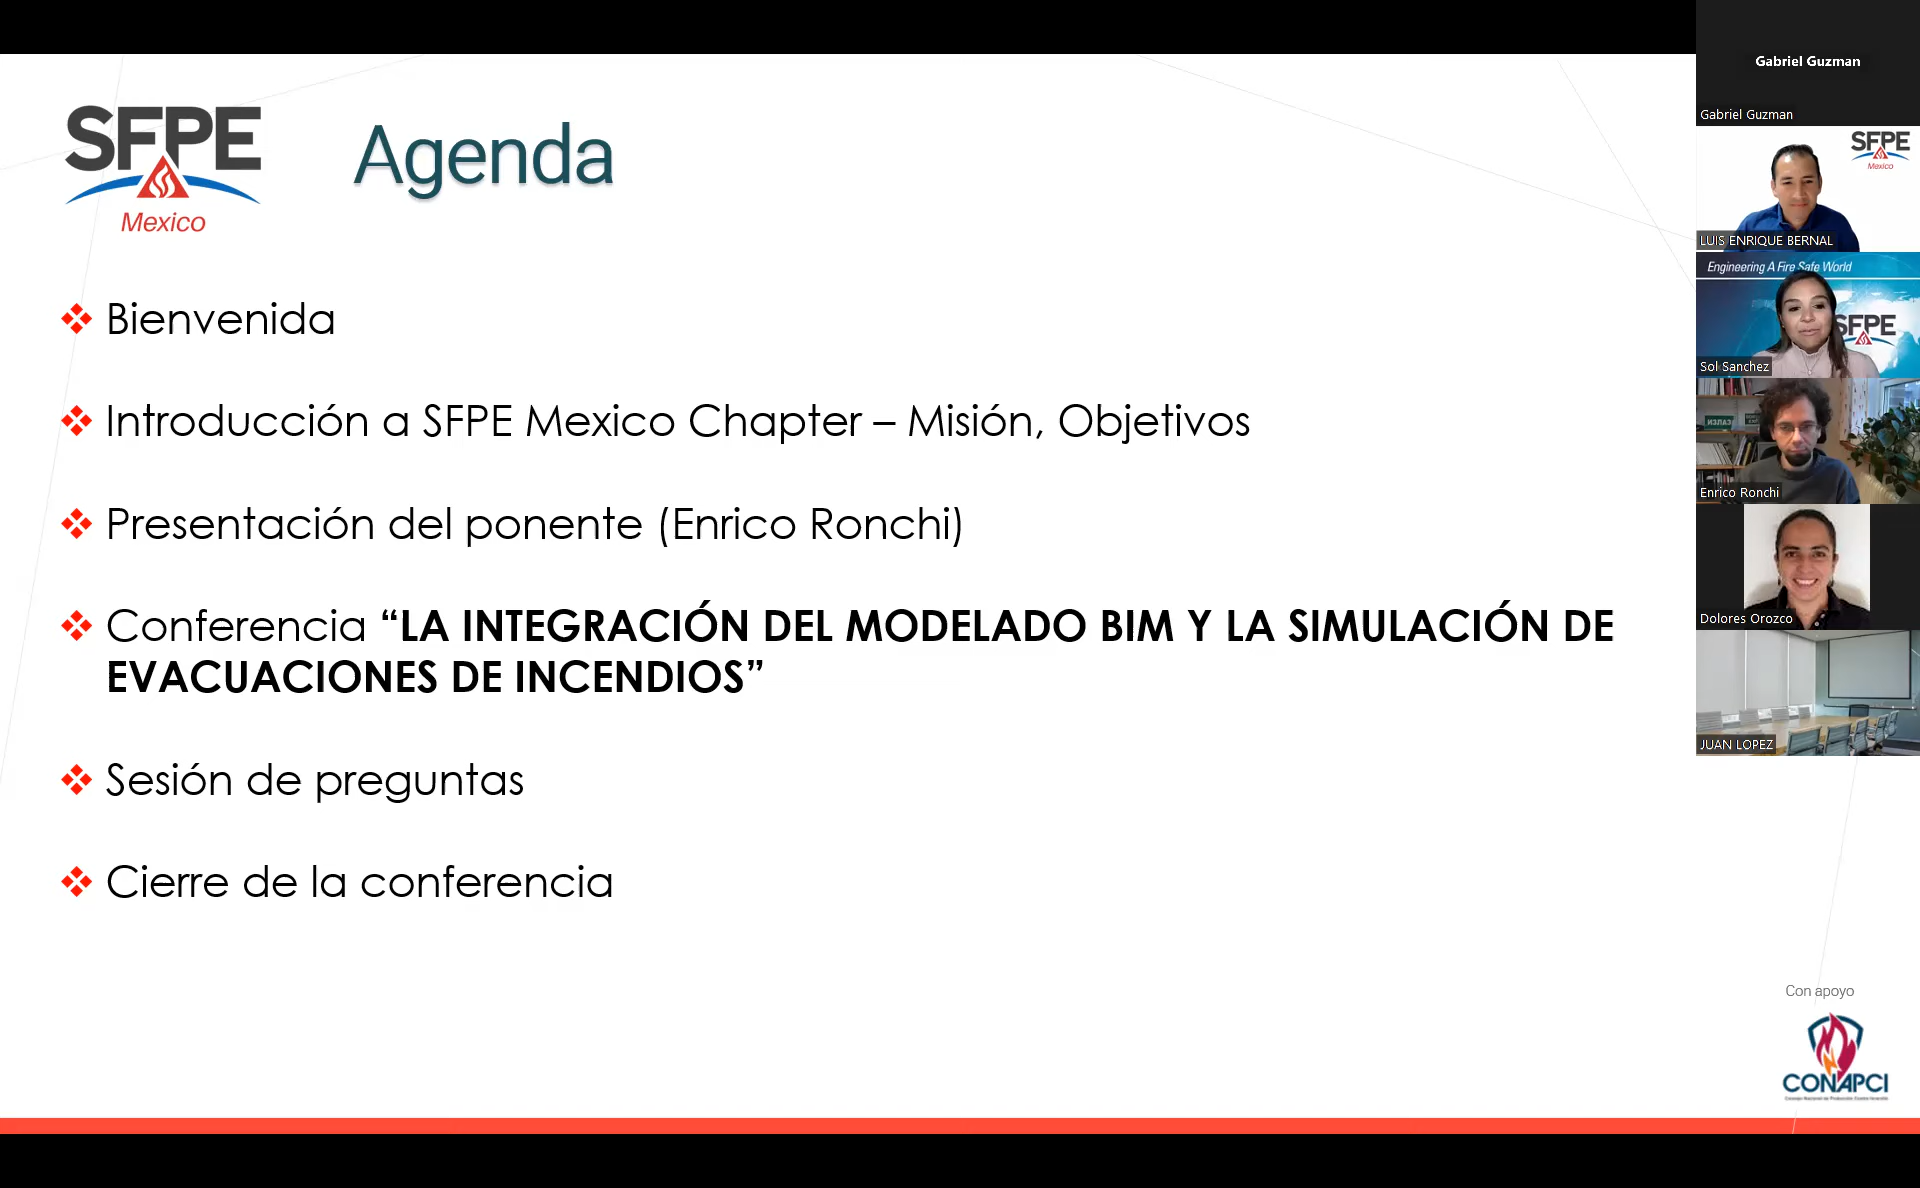 SFPE
Mexico
Agenda
❖ Bienvenida
❖ Introducción a SFPE Mexico Chapter – Misión, Objetivos
❖ Presentación del ponente (Enrico Ronchi)
❖ Conferencia “LA INTEGRACIÓN DEL MODELADO BIM Y LA SIMULACIÓN DE
EVACUACIONES DE INCENDIOS”
❖ Sesión de preguntas
❖ Cierre de la conferencia
Gabriel Guzman
Gabriel Guzman
SFPE
Mexico
LUIS ENRIQUE BERNAL
Engineering A Fire Safe World
SFPE
Sol Sanchez
Enrico Ronchi
Dolores Orozco
JUAN LOPEZ
Con apoyo
CONAPCI